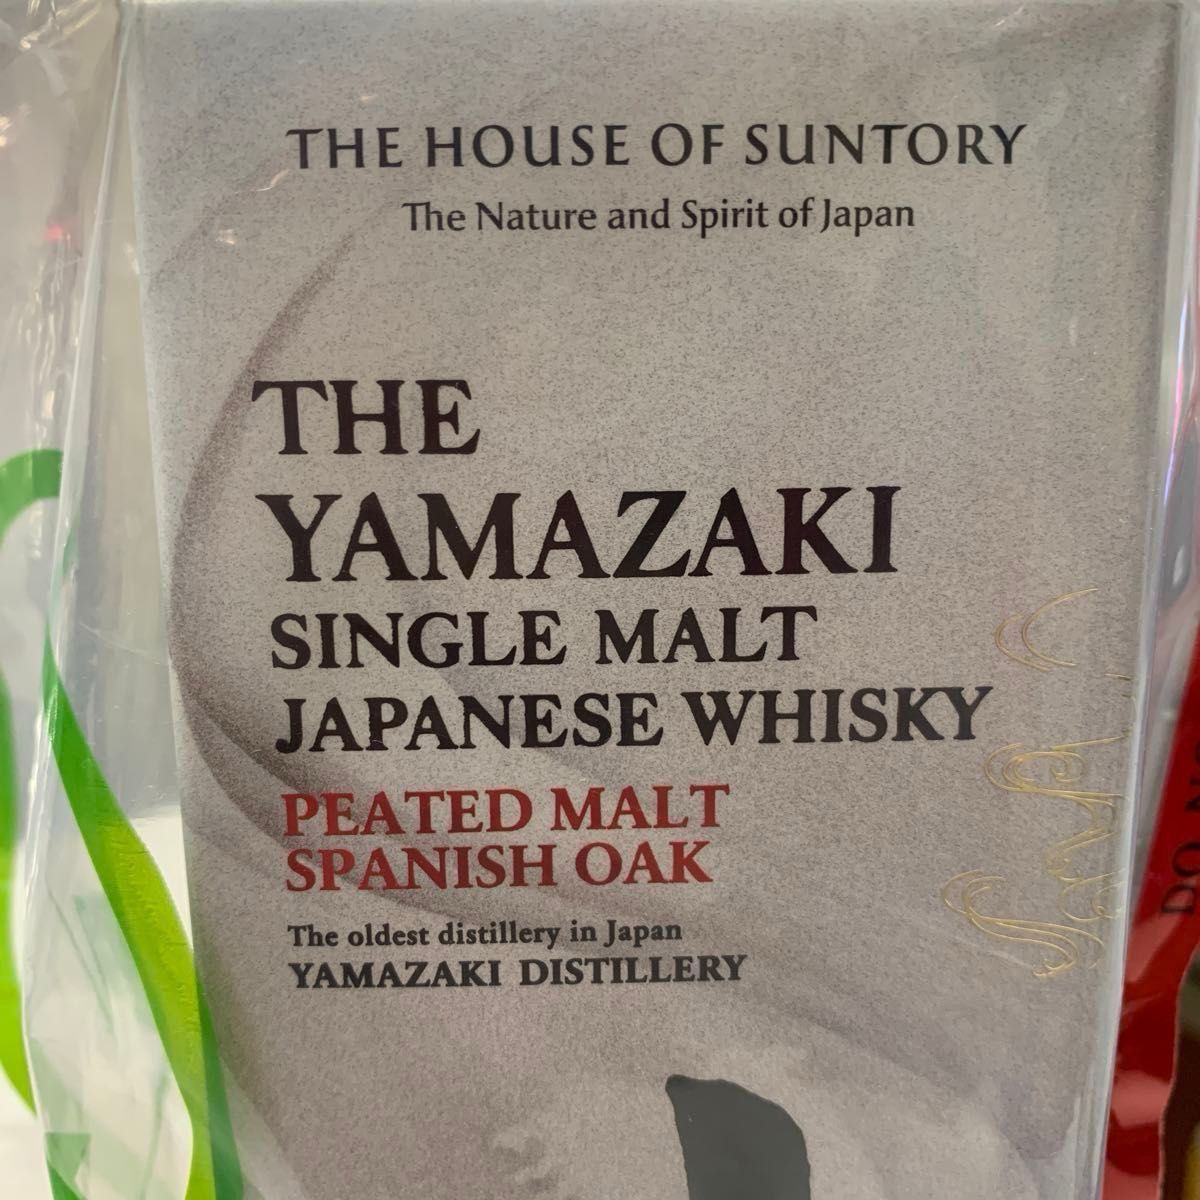 THE HOUSE OF SUNTORY
The Nature and Spirit of Japan
THE
YAMAZAKI
SINGLE MALT
JAPANESE WHISKY
PEATED MALT
SPANISH OAK
The oldest distillery in Japan
YAMAZAKI DISTILLERY
DO